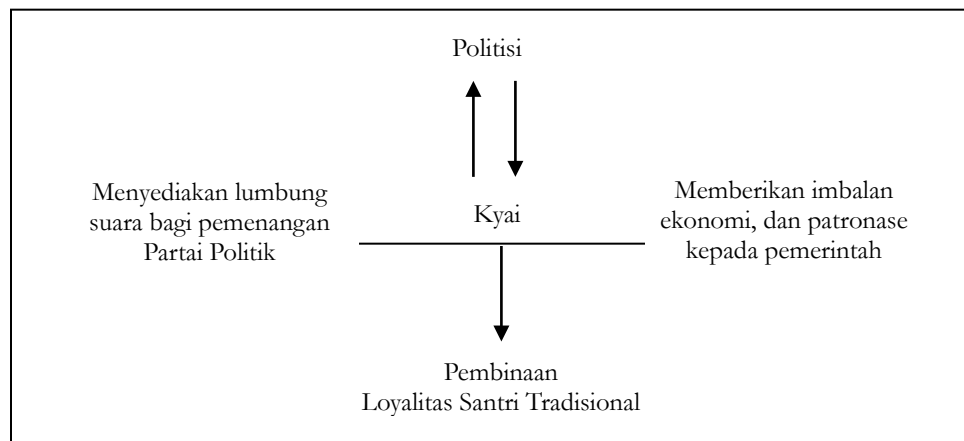 Politisi
Menyediakan lumbung
suara bagi pemenangan
Partai Politik
Kyai
Memberikan imbalan
ekonomi, dan patronase
kepada pemerintah
Pembinaan
Loyalitas Santri Tradisional